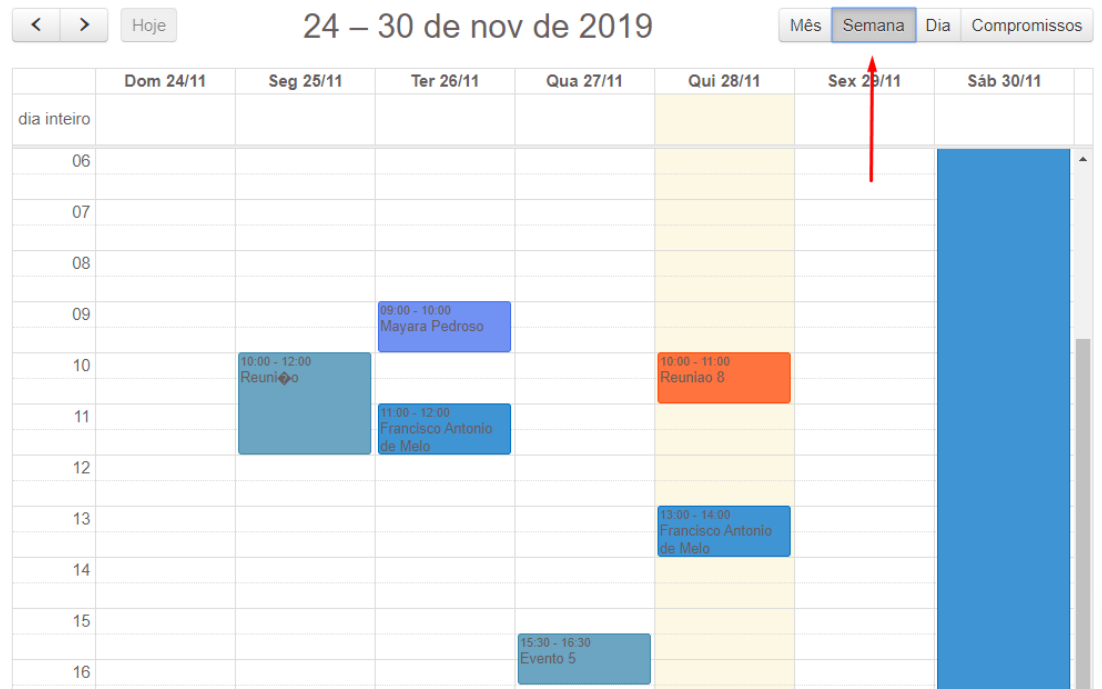 < > Hoje 24 – 30 de nov de 2019 Mês Semana Dia Compromissos
Dom 24/11 Seg 25/11 Ter 26/11 Qua 27/11 Qui 28/11 Sex 29/11 Sáb 30/11
dia inteiro
06
07
08
09
09:00 - 10:00
Mayara Pedroso
10
10:00 - 12:00
Reuni�o
10:00 - 11:00
Reuniao 8
11
11:00 - 12:00
Francisco Antonio
de Melo
12
13
13:00 - 14:00
Francisco Antonio
de Melo
14
15
15:30 - 16:30
Evento 5
16